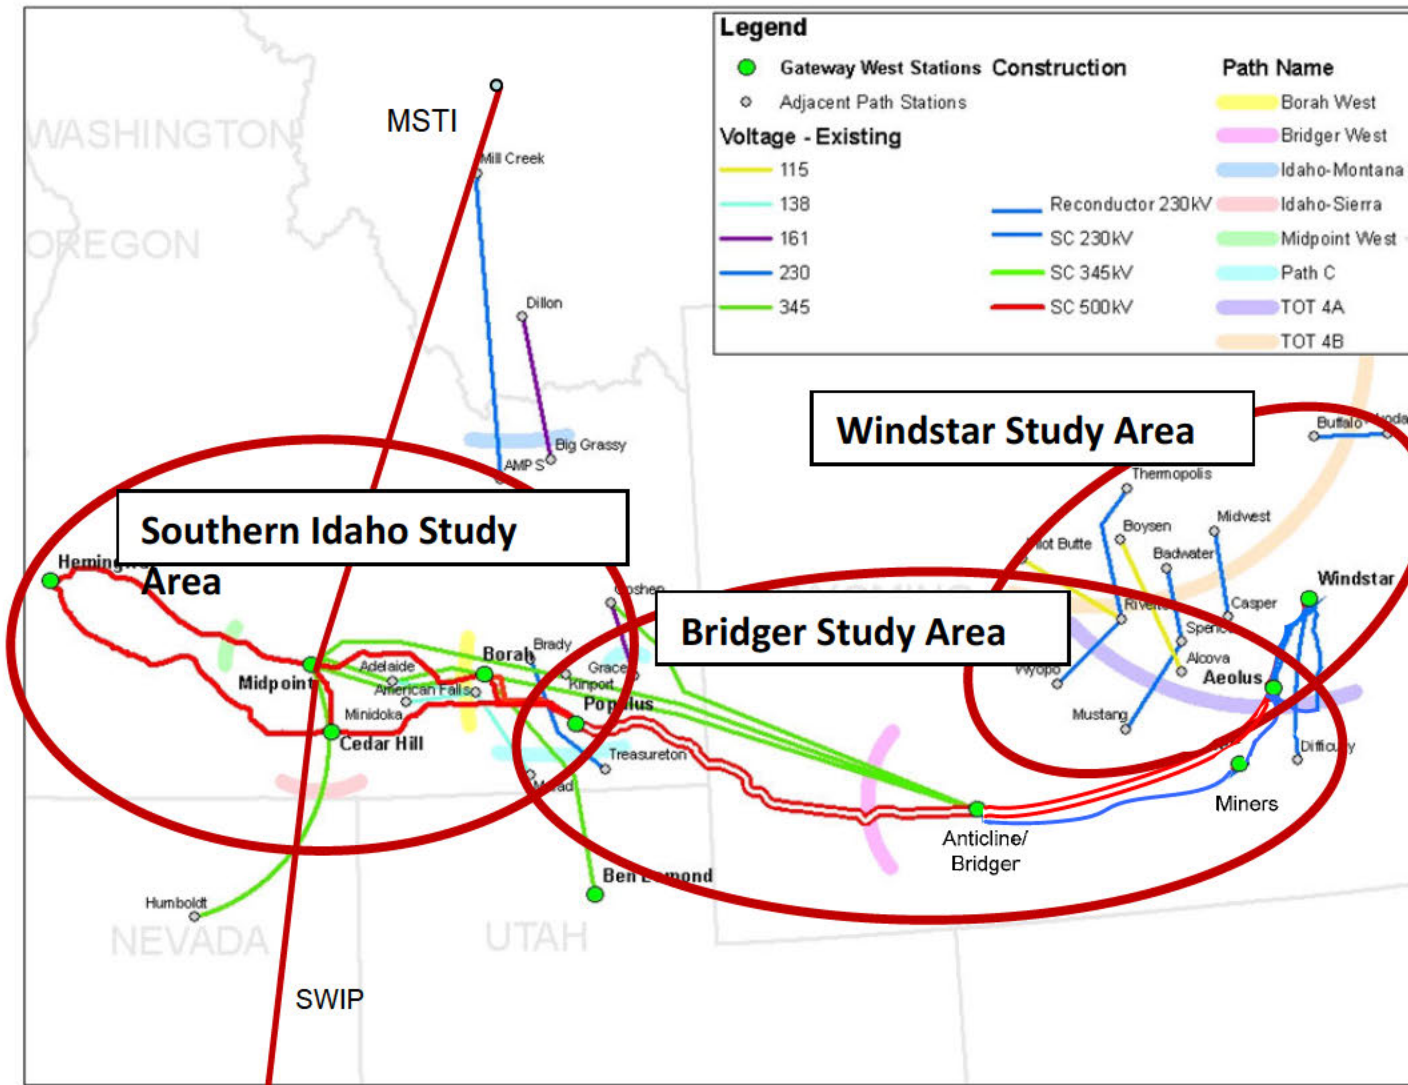 Legend
Gateway West Stations
Adjacent Path Stations
Voltage - Existing
115
138
161
230
345
Construction
Reconductor 230kV
SC 230kV
SC 345kV
SC 500kV
Path Name
Borah West
Bridger West
Idaho-Montana
Idaho-Sierra
Midpoint West
Path C
TOT 4A
TOT 4B
WASHINGTON
MSTI
Mill Creek
OREGON
Dillon
Big Grassy
AMPS
Windstar Study Area
Buffalo
Thermopolis
Boysen
Midwest
Badwater
Casper
Windstar
Alcova
Aeolus
Mustang
Miners
Southern Idaho Study
Area
Bridger Study Area
Brady
Borah
Adelaide
Grace
Kinport
American Falls
Midpoint
Minidoka
Populus
Cedar Hill
Treasureton
Anticline/
Bridger
Humboldt
NEVADA
UTAH
SWIP